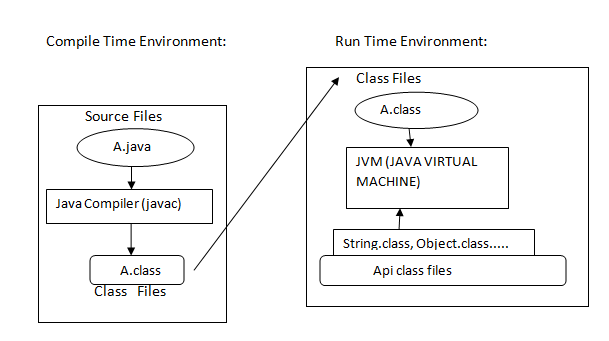 Compile Time Environment:
Source Files
A.java
Java Compiler (javac)
A.class
Class Files
Run Time Environment:
Class Files
A.class
JVM (JAVA VIRTUAL
MACHINE)
String.class, Object.class.....
Api class files